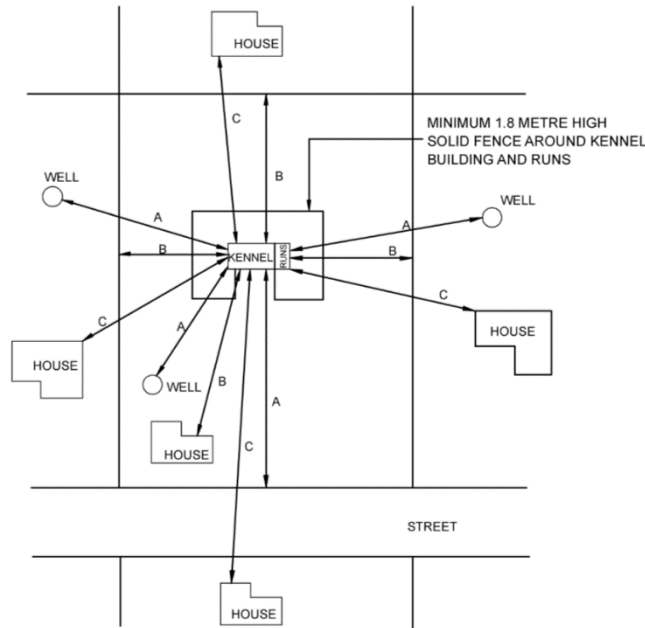 HOUSE
C
MINIMUM 1.8 METRE HIGH
SOLID FENCE AROUND KENNEL
BUILDING AND RUNS
B
WELL
WELL
A
A
B
KENNEL
RUNS
B
C
C
HOUSE
HOUSE
A
WELL
B
A
HOUSE
C
STREET
HOUSE